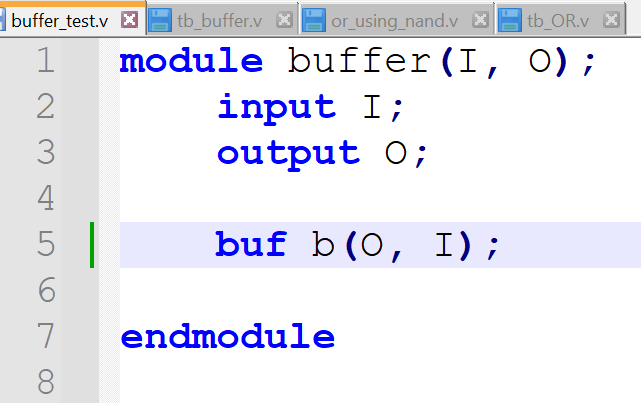 buffer_test.v tb_buffer.v or_using_nand.v tb_OR.v
1 module buffer(I, O);
2 input I;
3 output O;
4
5 buf b(O, I);
6
7 endmodule
8